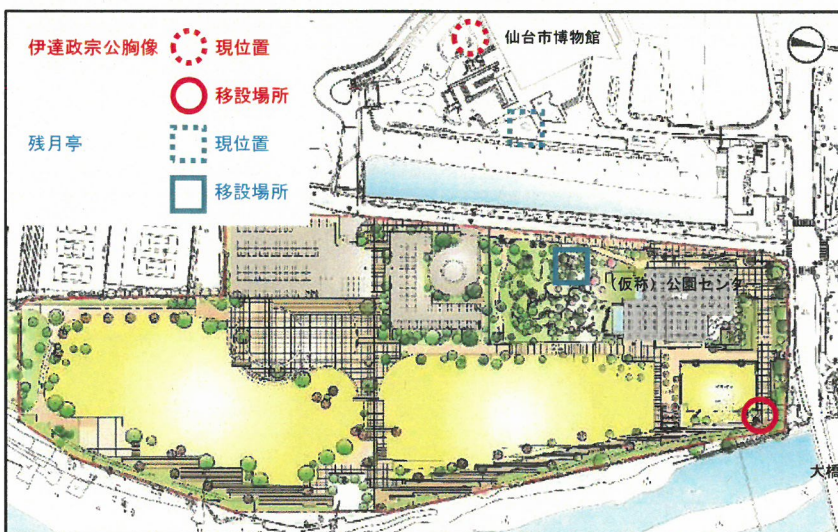 伊達政宗公胸像 現位置
移設場所
残月亭 現位置
移設場所
仙台市博物館
(仮称)公園センター
大橋